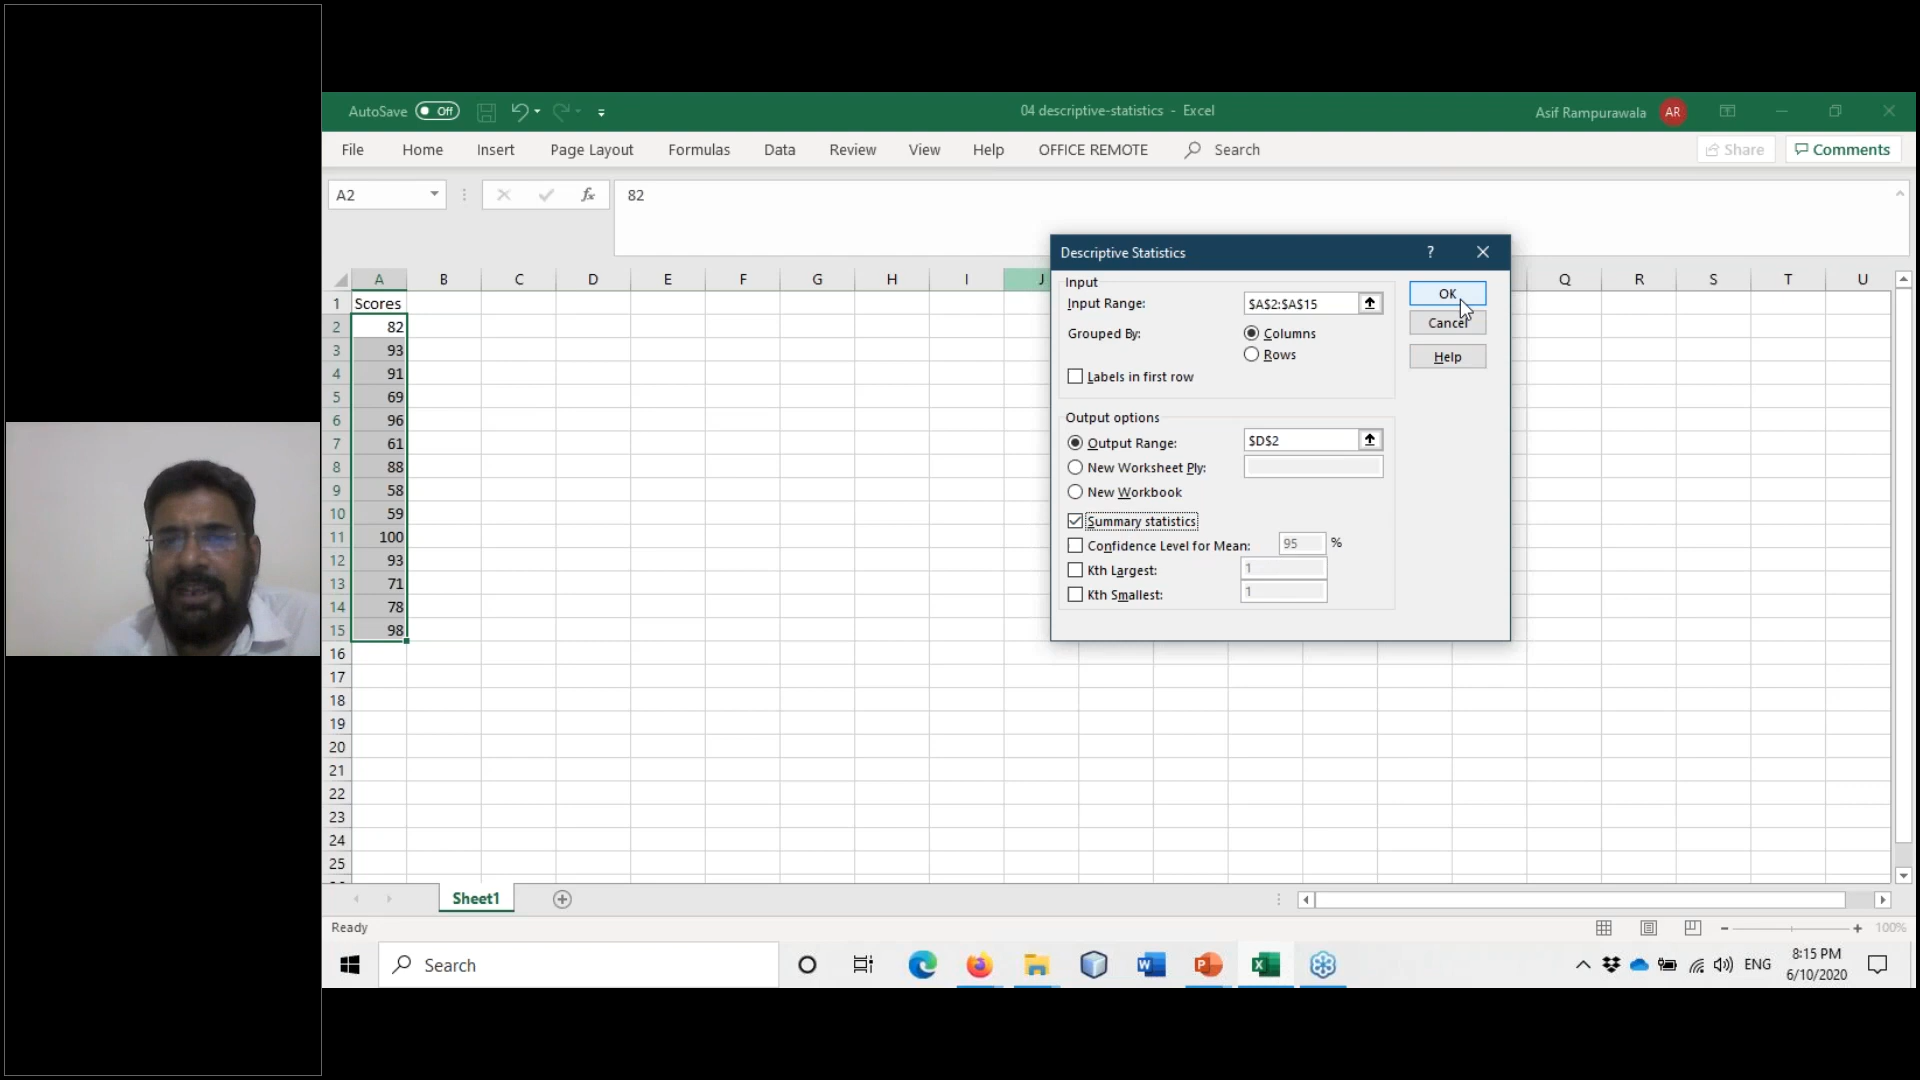 AutoSave Off 04 descriptive-statistics - Excel Asif Rampurawala AR
File Home Insert Page Layout Formulas Data Review View Help OFFICE REMOTE Search Share Comments
A2 fx 82
Descriptive Statistics ?
Input
Input Range: $A$2:$A$15 OK
Grouped By: Columns Cancel
Rows Help
Labels in first row
Output options
Output Range: $D$2
New Worksheet Ply:
New Workbook
Summary statistics
Confidence Level for Mean: 95 %
Kth Largest: 1
Kth Smallest: 1
A B C D E F G H I J Q R S T U
1 Scores
2 82
3 93
4 91
5 69
6 96
7 61
8 88
9 58
10 59
11 100
12 93
13 71
14 78
15 98
16
17
18
19
20
21
22
23
24
25
Sheet1
Ready 100%
Search ENG 8:15 PM
6/10/2020